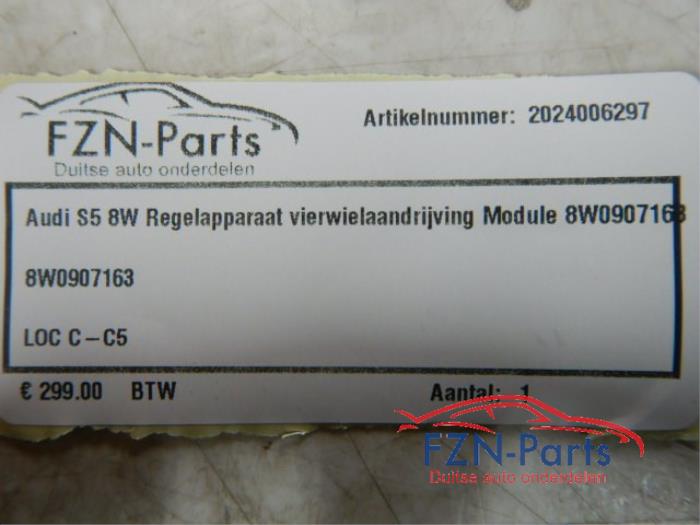 FZN-Parts
Duitse auto onderdelen
Artikelnummer: 2024006297
Audi S5 8W Regelapparaat vierwielaandrijving Module 8W0907163
8W0907163
LOC C-C5
€ 299.00 BTW
Aantal: 1
FZN-Parts
Duitse auto onderdelen